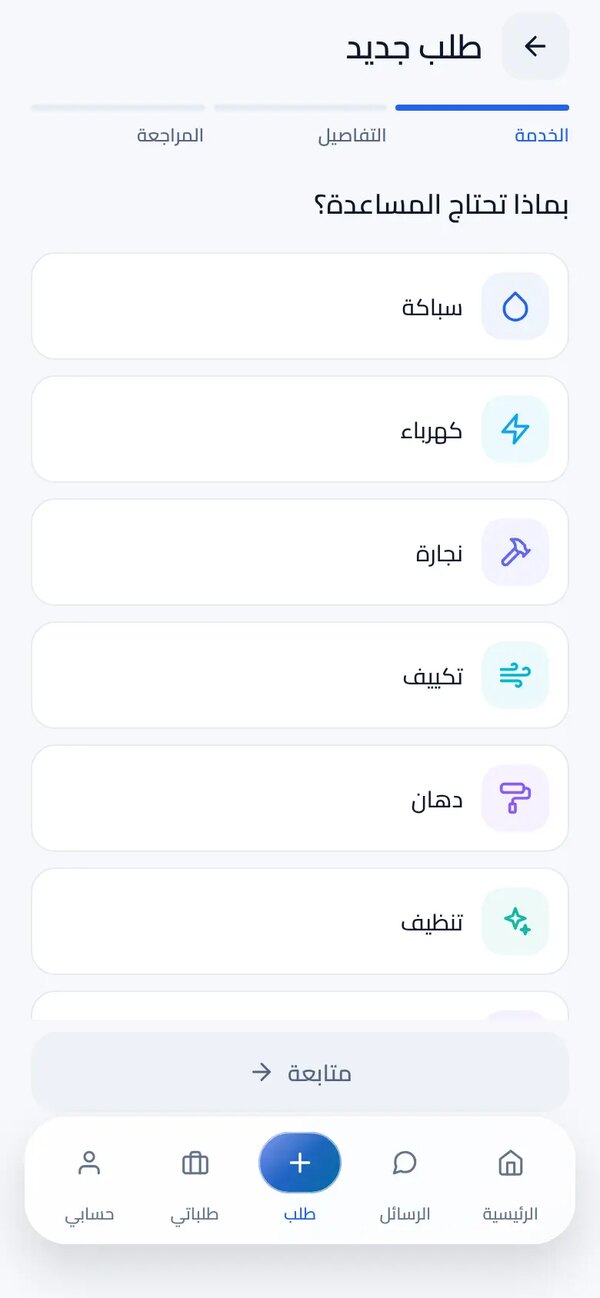 طلب جديد
الخدمة
التفاصيل
المراجعة
بماذا تحتاج المساعدة؟
سباكة
كهرباء
نجارة
تكييف
دهان
تنظيف
متابعة
الرئيسية
الرسائل
طلب
طلباتي
حسابي